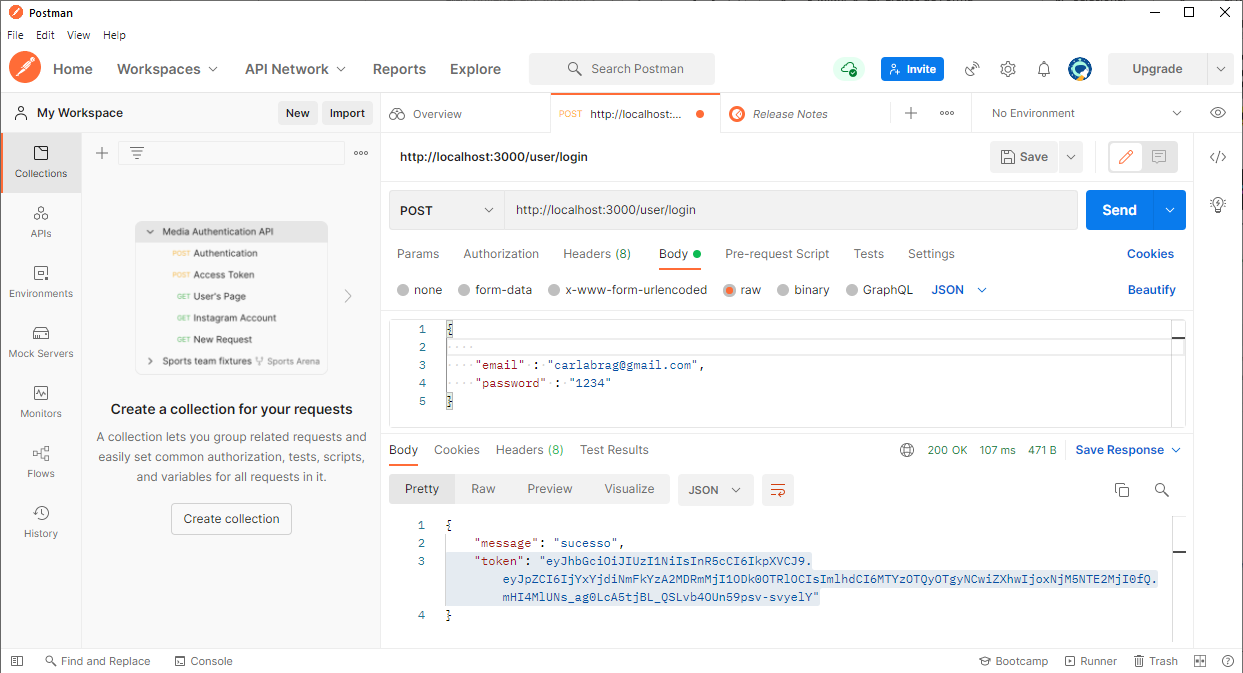 Postman
File Edit View Help
Home Workspaces API Network Reports Explore Search Postman Invite Upgrade
My Workspace New Import
Overview POST http://localhost:... Release Notes No Environment
Collections
APIs
Environments
Mock Servers
Monitors
Flows
History
Media Authentication API
POST Authentication
POST Access Token
GET User's Page
GET Instagram Account
GET New Request
Sports team fixtures Sports Arena
Create a collection for your requests
A collection lets you group related requests and
easily set common authorization, tests, scripts,
and variables for all requests in it.
Create collection
http://localhost:3000/user/login Save
POST http://localhost:3000/user/login Send
Params Authorization Headers (8) Body Pre-request Script Tests Settings Cookies
none form-data x-www-form-urlencoded raw binary GraphQL JSON Beautify
1 {
2
3 "email" : "carlabrag@gmail.com",
4 "password" : "1234"
5 }
Body Cookies Headers (8) Test Results 200 OK 107 ms 471 B Save Response
Pretty Raw Preview Visualize JSON
1 {
2 "message": "sucesso",
3 "token": "eyJhbGciOiJIUzI1NiIsInR5cCI6IkpXVCJ9.
eyJpZCI6IjYxYjdiNmFkYzA2MDRmMjI1ODk0OTRlOCIsImlhdCI6MTYzOTQyOTgyNCwiZXhwIjoxNjM5NTE2MjI0fQ.
mHI4MlUNs_ag0LcA5tjBL_QSLvb4OUn59psv-svyelY"
4 }
Find and Replace Console Bootcamp Runner Trash